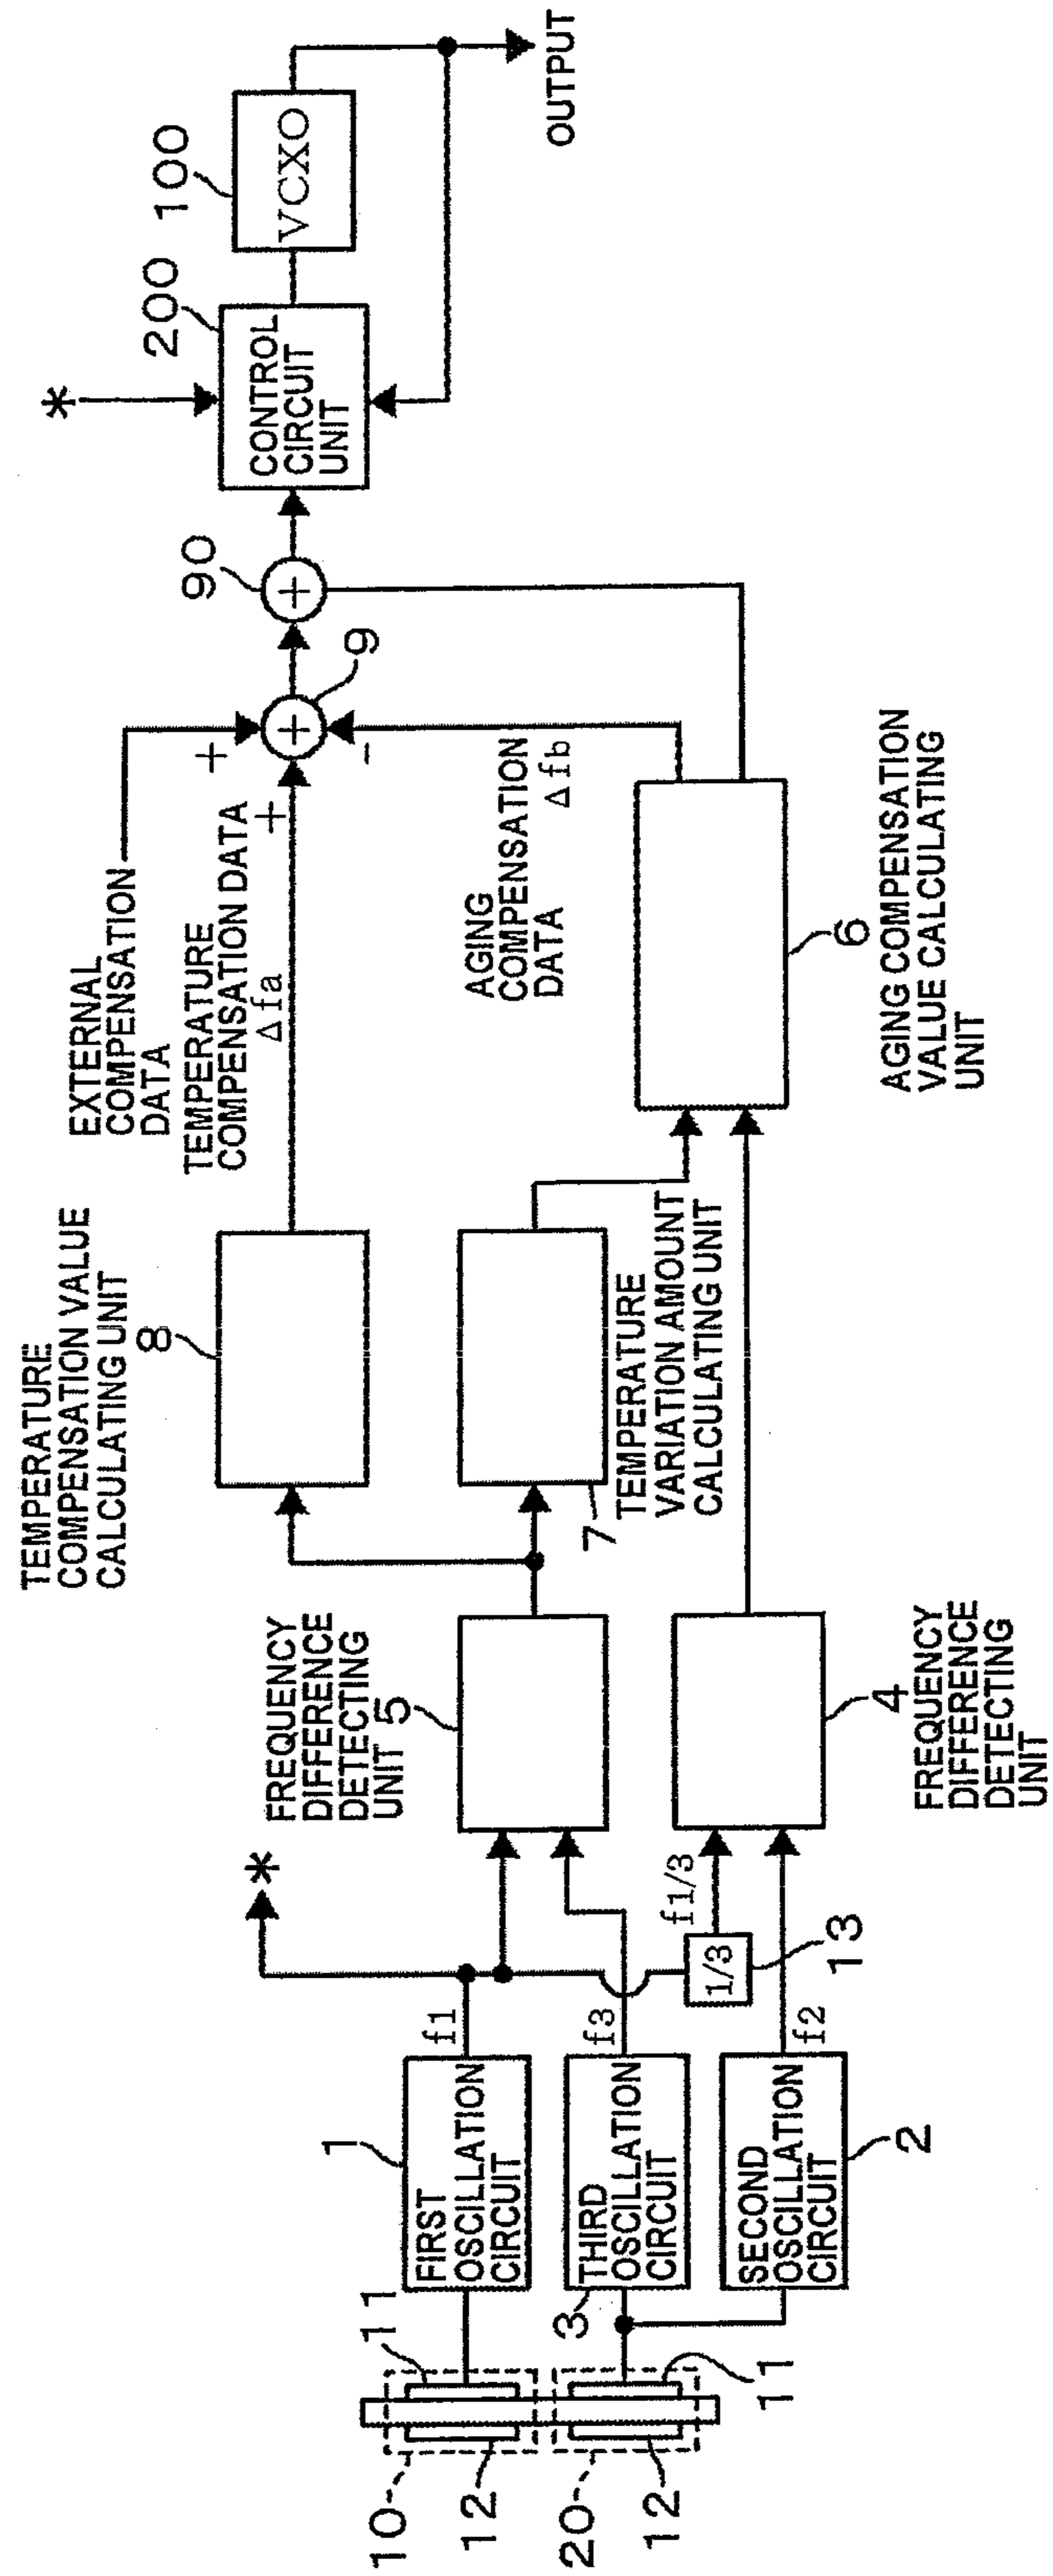 10
12
20
12
11
11
1
FIRST
OSCILLATION
CIRCUIT
f1
3
THIRD
OSCILLATION
CIRCUIT
f3
SECOND
OSCILLATION
CIRCUIT
2
f2
*
1/3
13
f1/3
FREQUENCY
DIFFERENCE
DETECTING
UNIT 5
4
FREQUENCY
DIFFERENCE
DETECTING
UNIT
TEMPERATURE
COMPENSATION VALUE
CALCULATING UNIT
8
7
TEMPERATURE
VARIATION AMOUNT
CALCULATING UNIT
EXTERNAL
COMPENSATION
DATA
TEMPERATURE
COMPENSATION DATA
Δfa
+
+
-
+
9
AGING
COMPENSATION
DATA
Δfb
6
AGING COMPENSATION
VALUE CALCULATING
UNIT
90
+
*
200
CONTROL
CIRCUIT
UNIT
100
VCXO
OUTPUT